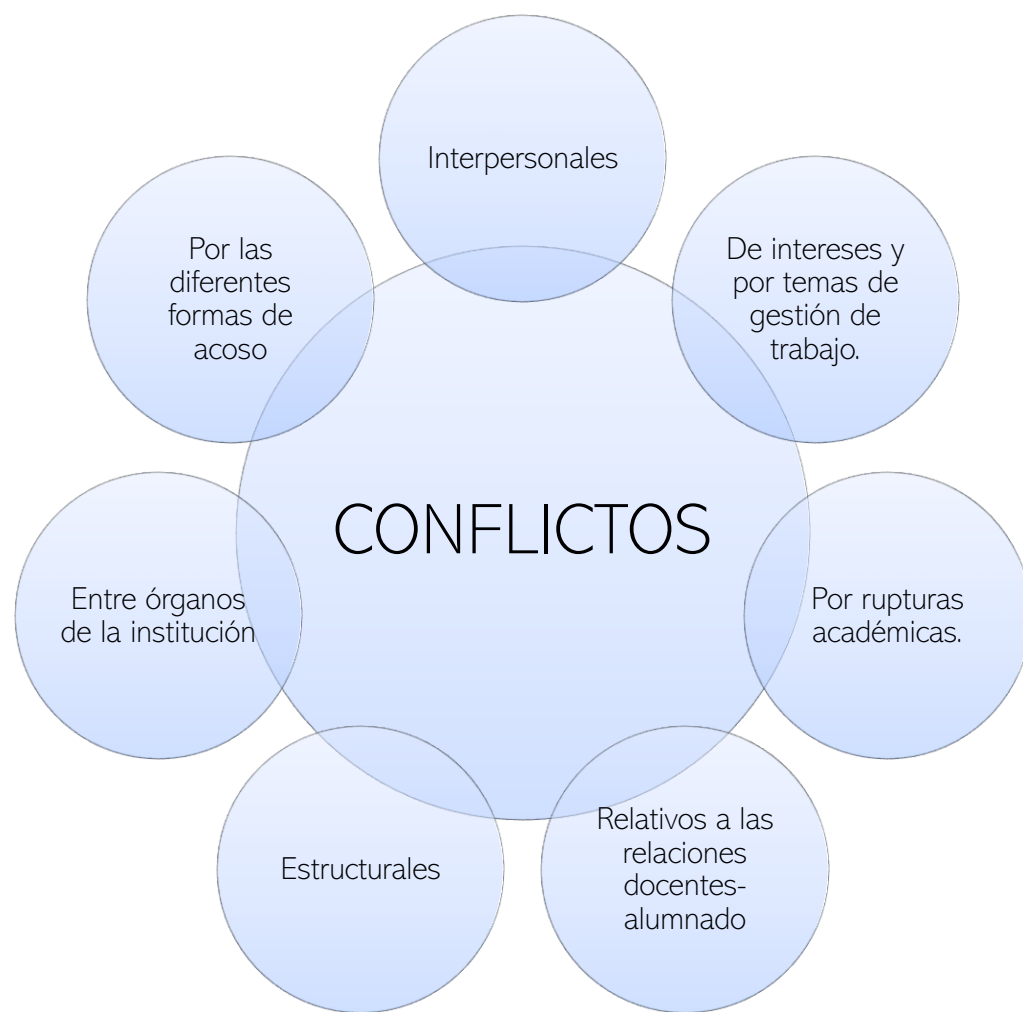 Interpersonales
De intereses y
por temas de
gestión de
trabajo.
Por rupturas
académicas.
Relativos a las
relaciones
docentes-
alumnado
Estructurales
Entre órganos
de la institución
Por las
diferentes
formas de
acoso
CONFLICTOS